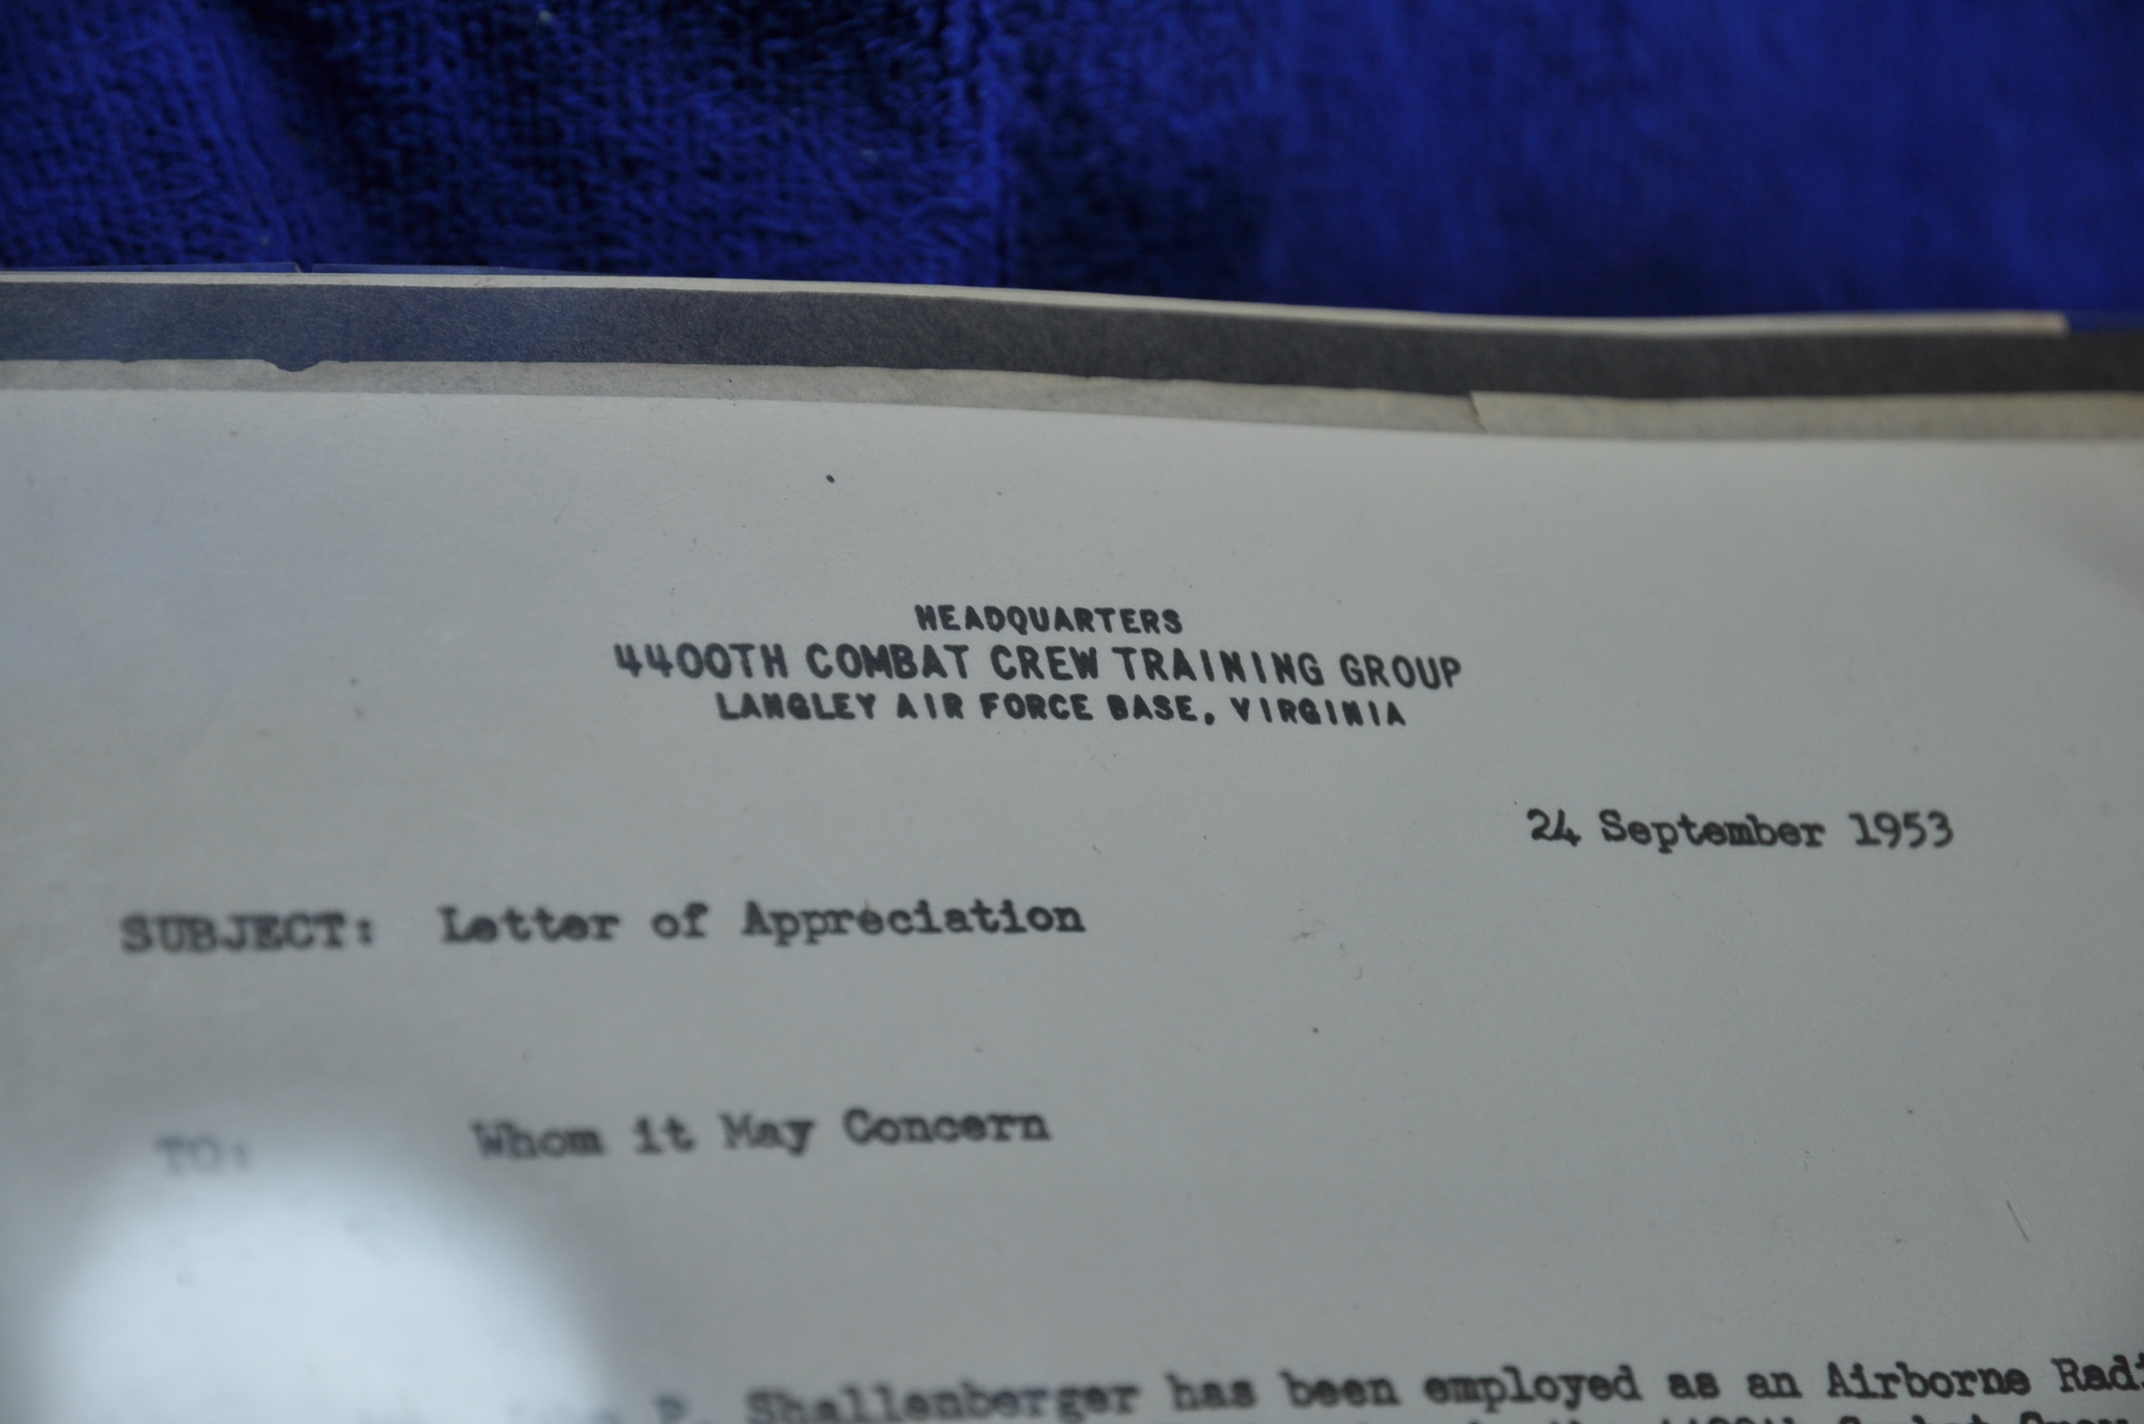 HEADQUARTERS
4400TH COMBAT CREW TRAINING GROUP
LANGLEY AIR FORCE BASE, VIRGINIA
24 September 1953
SUBJECT: Letter of Appreciation
TO: Whom it May Concern
P. Shallenberger has been employed as an Airborne